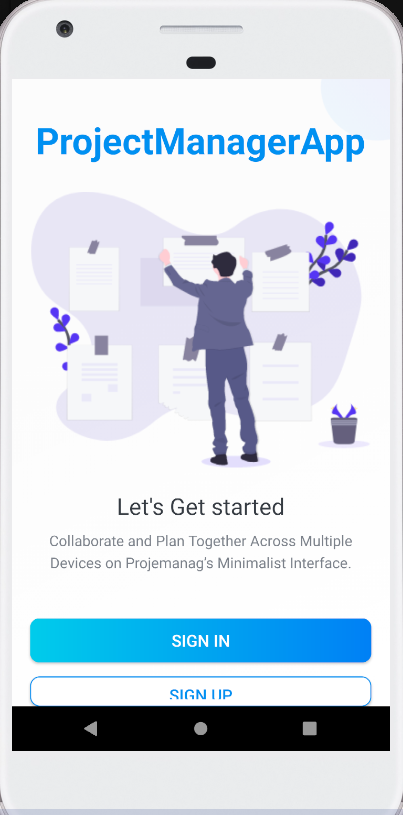 ProjectManagerApp
Let's Get started
Collaborate and Plan Together Across Multiple
Devices on Projemanag's Minimalist Interface.
SIGN IN
SIGN UP